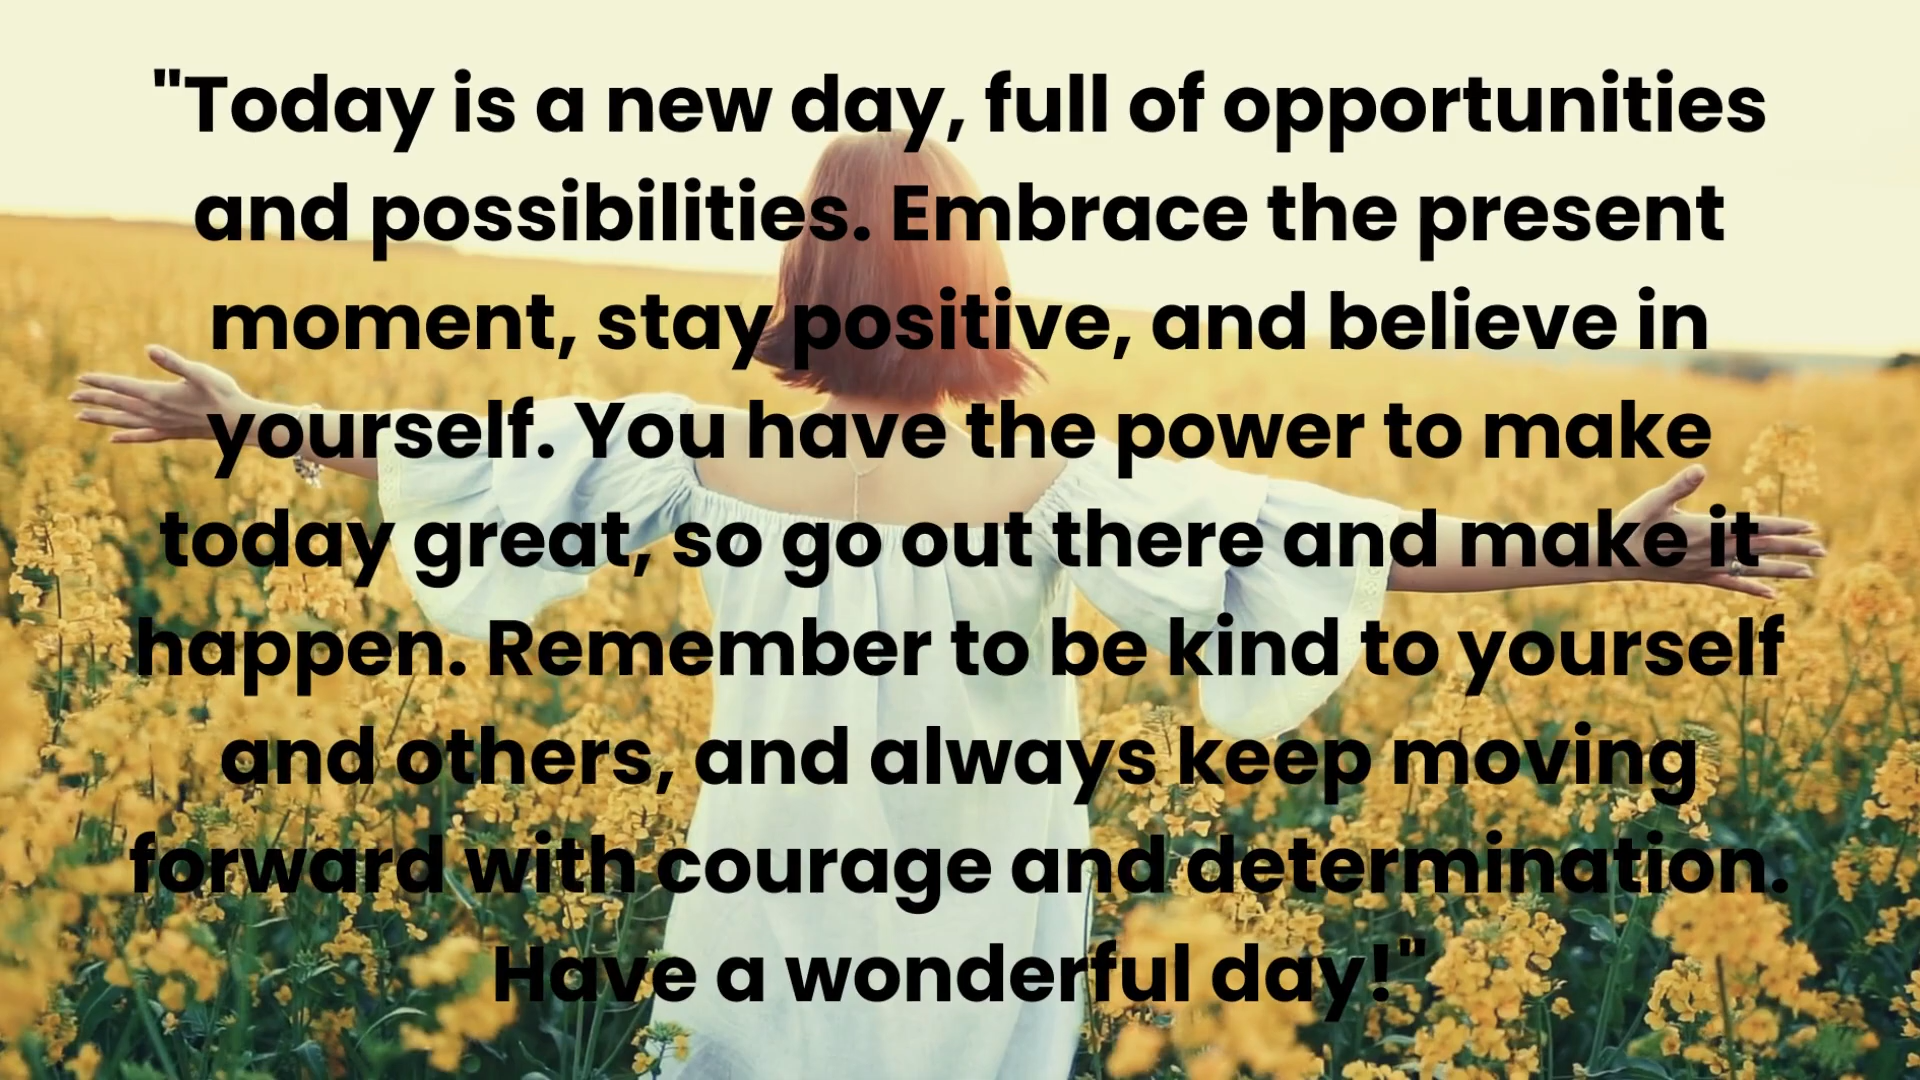 "Today is a new day, full of opportunities
and possibilities. Embrace the present
moment, stay positive, and believe in
yourself. You have the power to make
today great, so go out there and make it
happen. Remember to be kind to yourself
and others, and always keep moving
forward with courage and determination.
Have a wonderful day!"